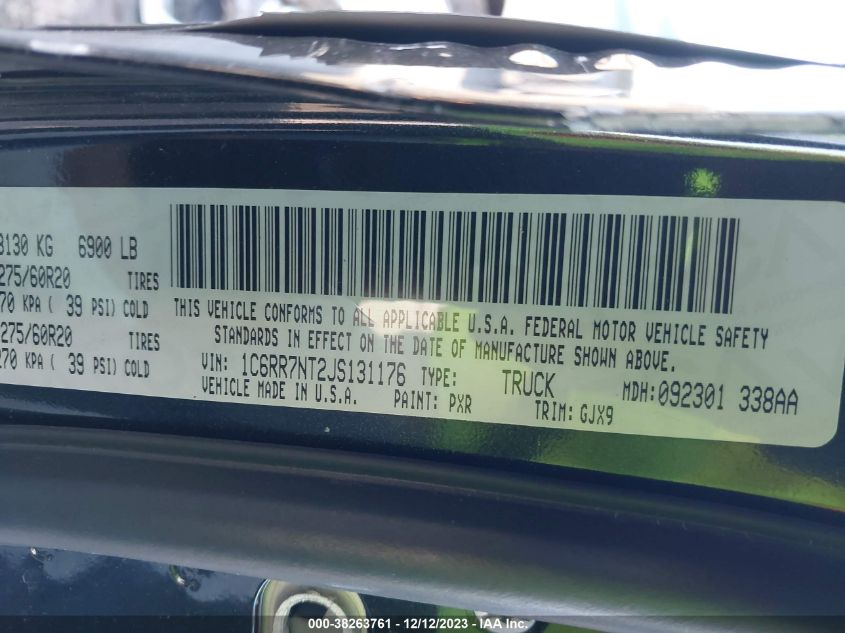 3130 KG 6900 LB
275/60R20 TIRES
70 KPA ( 39 PSI) COLD
275/60R20 TIRES
270 KPA ( 39 PSI) COLD
THIS VEHICLE CONFORMS TO ALL APPLICABLE U.S.A. FEDERAL MOTOR VEHICLE SAFETY
STANDARDS IN EFFECT ON THE DATE OF MANUFACTURE SHOWN ABOVE.
VIN: 1C6RR7NT2JS131176 TYPE: TRUCK MDH:092301 338AA
VEHICLE MADE IN U.S.A. PAINT: PXR TRIM: GJX9
000-38263761 - 12/12/2023 - IAA Inc.